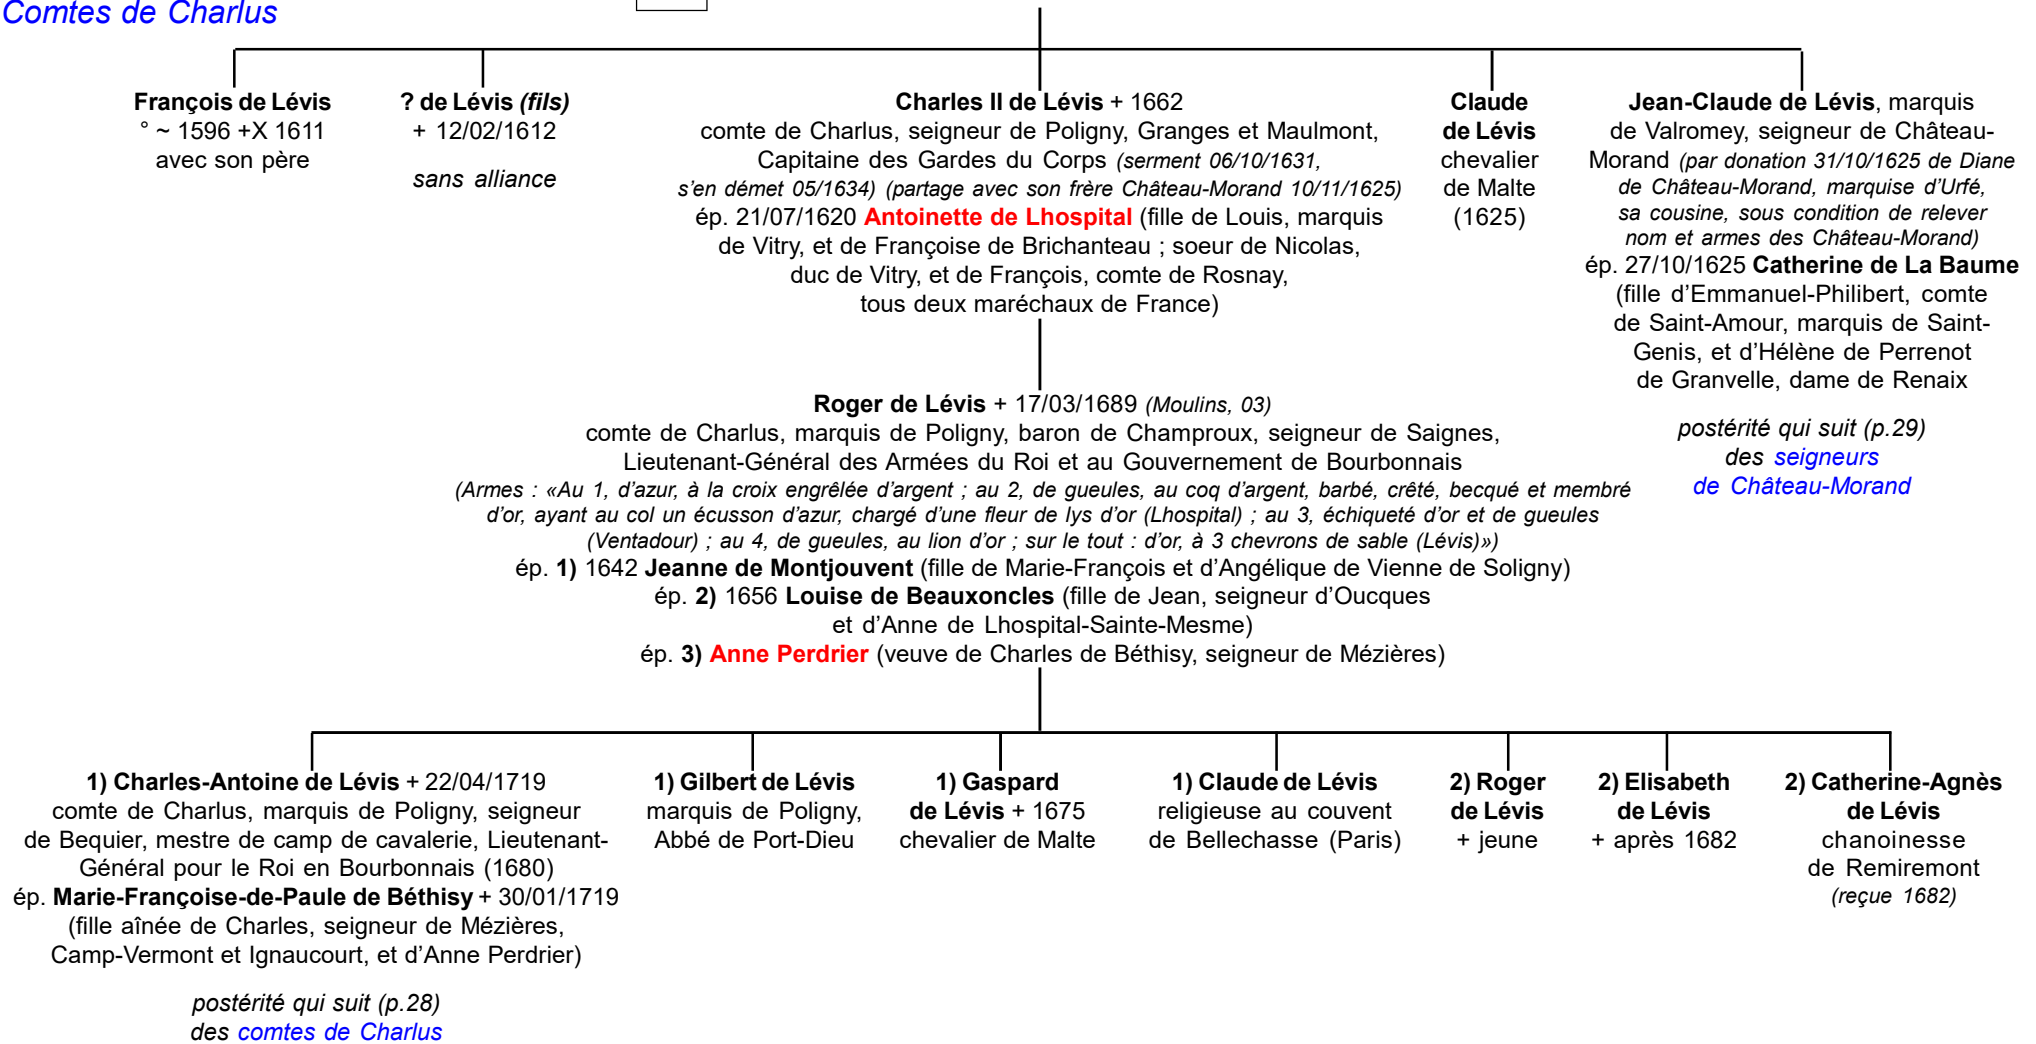 Comtes de Charlus
François de Lévis
° ~ 1596 +X 1611
avec son père
? de Lévis (fils)
+ 12/02/1612
sans alliance
Charles II de Lévis + 1662
comte de Charlus, seigneur de Poligny, Granges et Maulmont,
Capitaine des Gardes du Corps (serment 06/10/1631,
s’en démet 05/1634) (partage avec son frère Château-Morand 10/11/1625)
ép. 21/07/1620 Antoinette de Lhospital (fille de Louis, marquis
de Vitry, et de Françoise de Brichanteau ; soeur de Nicolas,
duc de Vitry, et de François, comte de Rosnay,
tous deux maréchaux de France)
Claude
de Lévis
chevalier
de Malte
(1625)
Jean-Claude de Lévis, marquis
de Valromey, seigneur de Château-
Morand (par donation 31/10/1625 de Diane
de Château-Morand, marquise d’Urfé,
sa cousine, sous condition de relever
nom et armes des Château-Morand)
ép. 27/10/1625 Catherine de La Baume
(fille d’Emmanuel-Philibert, comte
de Saint-Amour, marquis de Saint-
Genis, et d’Hélène de Perrenot
de Granvelle, dame de Renaix
postérité qui suit (p.29)
des seigneurs
de Château-Morand
Roger de Lévis + 17/03/1689 (Moulins, 03)
comte de Charlus, marquis de Poligny, baron de Champroux, seigneur de Saignes,
Lieutenant-Général des Armées du Roi et au Gouvernement de Bourbonnais
(Armes : «Au 1, d’azur, à la croix engrêlée d’argent ; au 2, de gueules, au coq d’argent, barbé, crêté, becqué et membré
d’or, ayant au col un écusson d’azur, chargé d’une fleur de lys d’or (Lhospital) ; au 3, échiqueté d’or et de gueules
(Ventadour) ; au 4, de gueules, au lion d’or ; sur le tout : d’or, à 3 chevrons de sable (Lévis)»)
ép. 1) 1642 Jeanne de Montjouvent (fille de Marie-François et d’Angélique de Vienne de Soligny)
ép. 2) 1656 Louise de Beauxoncles (fille de Jean, seigneur d’Oucques
et d’Anne de Lhospital-Sainte-Mesme)
ép. 3) Anne Perdrier (veuve de Charles de Béthisy, seigneur de Mézières)
1) Charles-Antoine de Lévis + 22/04/1719
comte de Charlus, marquis de Poligny, seigneur
de Bequier, mestre de camp de cavalerie, Lieutenant-
Général pour le Roi en Bourbonnais (1680)
ép. Marie-Françoise-de-Paule de Béthisy + 30/01/1719
(fille aînée de Charles, seigneur de Mézières,
Camp-Vermont et Ignaucourt, et d’Anne Perdrier)
postérité qui suit (p.28)
des comtes de Charlus
1) Gilbert de Lévis
marquis de Poligny,
Abbé de Port-Dieu
1) Gaspard
de Lévis + 1675
chevalier de Malte
1) Claude de Lévis
religieuse au couvent
de Bellechasse (Paris)
2) Roger
de Lévis
+ jeune
2) Elisabeth
de Lévis
+ après 1682
2) Catherine-Agnès
de Lévis
chanoinesse
de Remiremont
(reçue 1682)